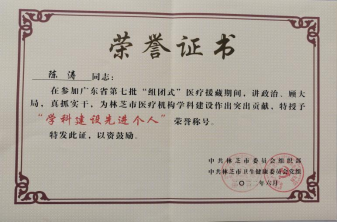 荣誉证书
陈涛 同志：
在参加广东省第七批“组团式”医疗援藏期间，讲政治、顾大
局，真抓实干，为林芝市医疗机构学科建设作出突出贡献，特授予
“学科建设先进个人”荣誉称号。
特发此证，以资鼓励。
中共林芝市委员会组织部
中共林芝市卫生健康委员会党组
年六月